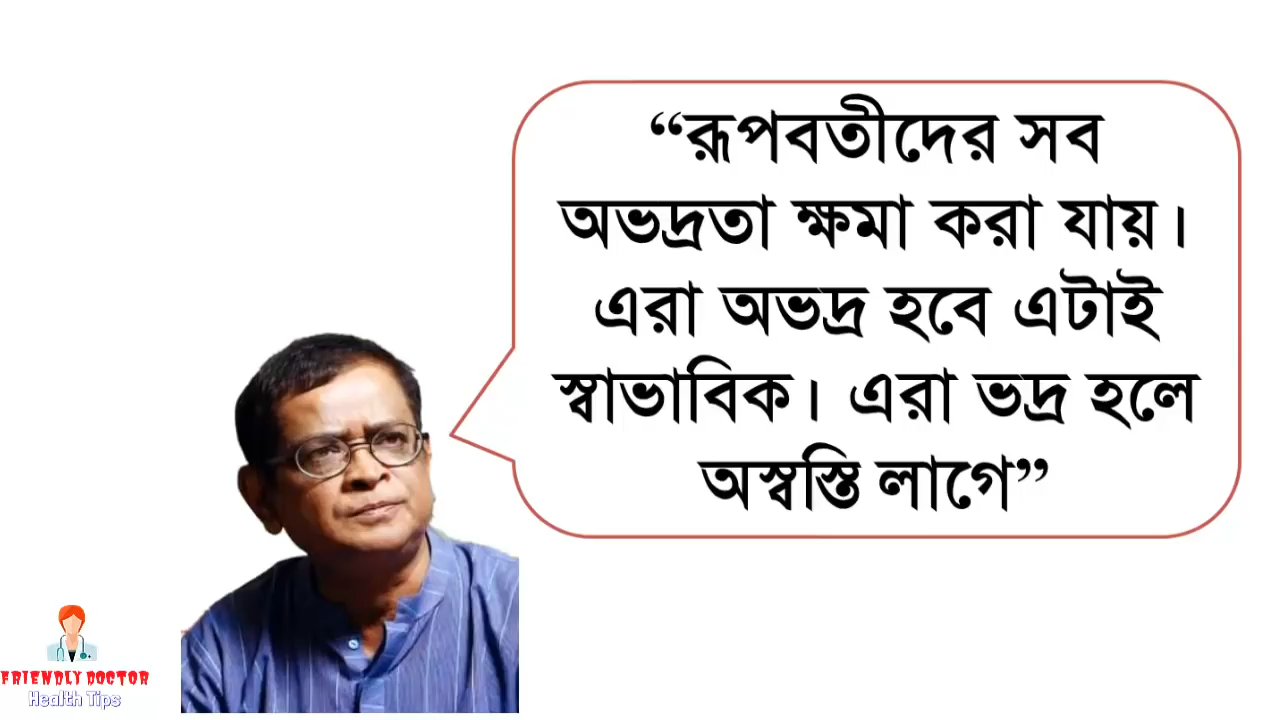 “রূপবতীদের সব
অভদ্রতা ক্ষমা করা যায়।
এরা অভদ্র হবে এটাই
স্বাভাবিক। এরা ভদ্র হলে
অস্বস্তি লাগে”
FRIENDLY DOCTOR
Health Tips